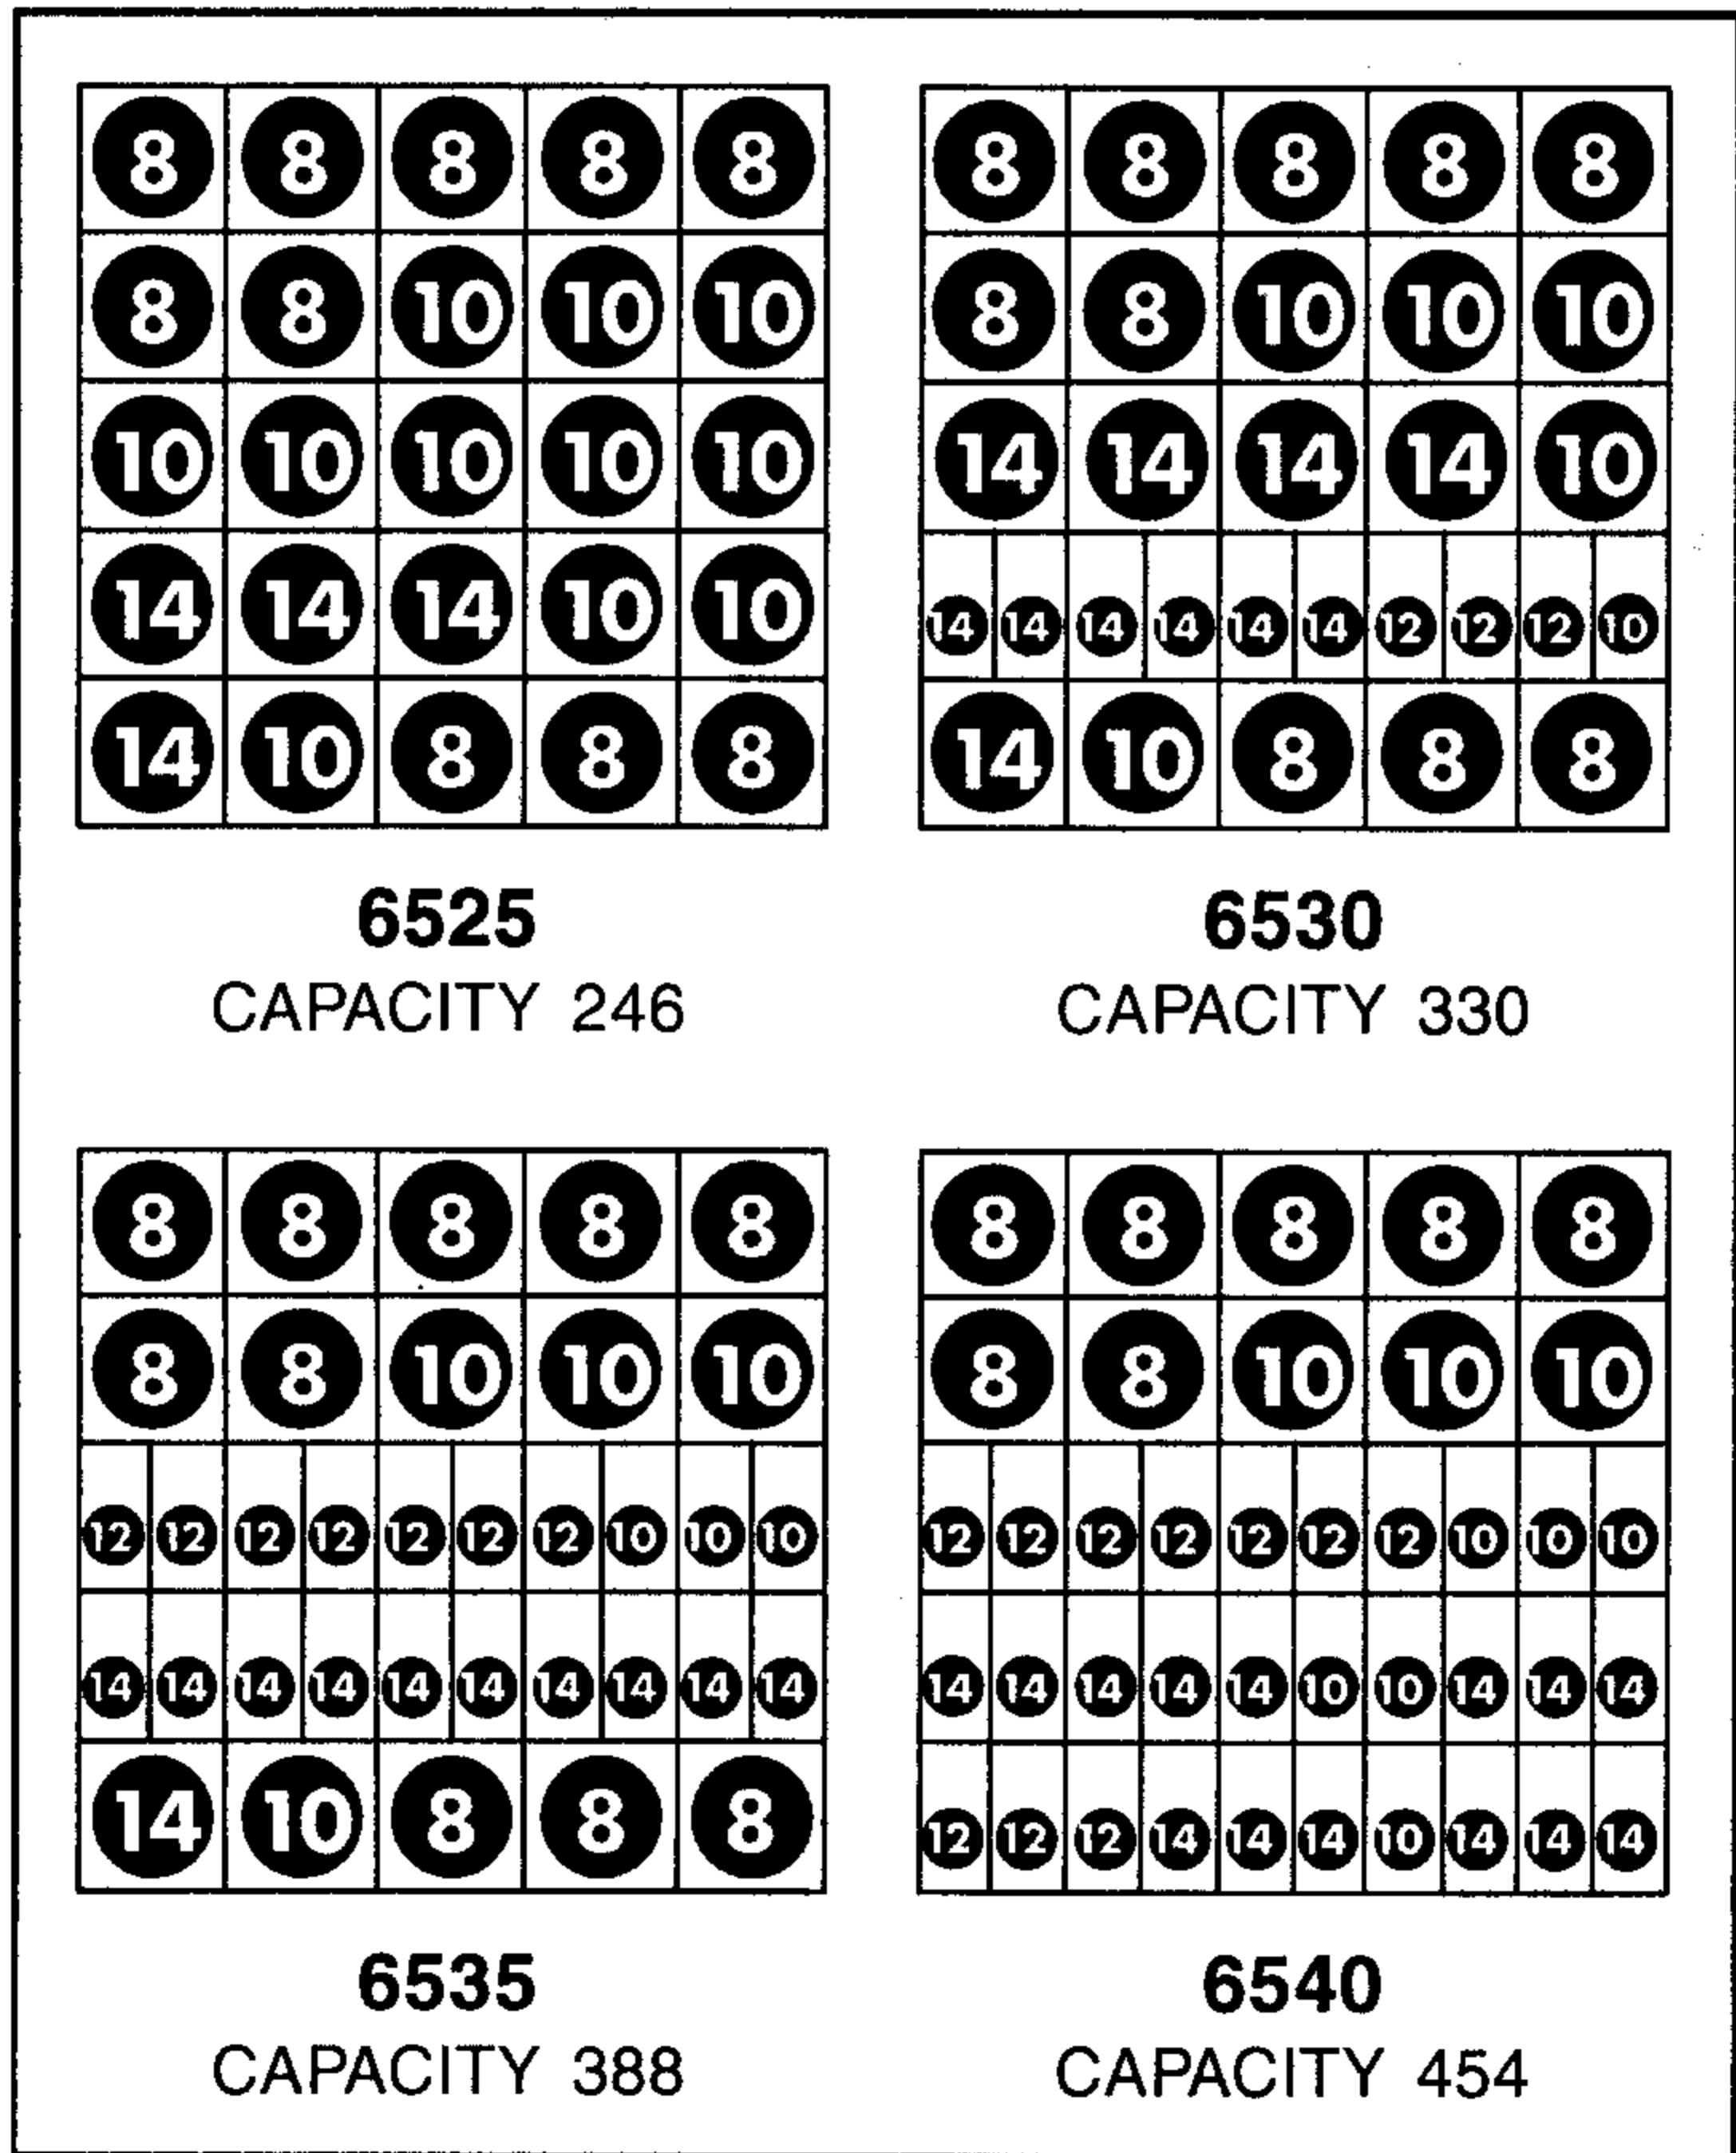 8 8 8 8 8
8 8 10 10 10
10 10 10 10 10
14 14 14 10 10
14 10 8 8 8
6525
CAPACITY 246
8 8 8 8 8
8 8 10 10 10
14 14 14 14 10
14 14 14 14 14 14 12 12 12 10
14 10 8 8 8
6530
CAPACITY 330
8 8 8 8 8
8 8 10 10 10
12 12 12 12 12 12 12 10 10 10
14 14 14 14 14 14 14 14 14 14
14 10 8 8 8
6535
CAPACITY 388
8 8 8 8 8
8 8 10 10 10
12 12 12 12 12 12 12 10 10 10
14 14 14 14 14 10 10 14 14 14
12 12 12 14 14 14 10 14 14 14
6540
CAPACITY 454